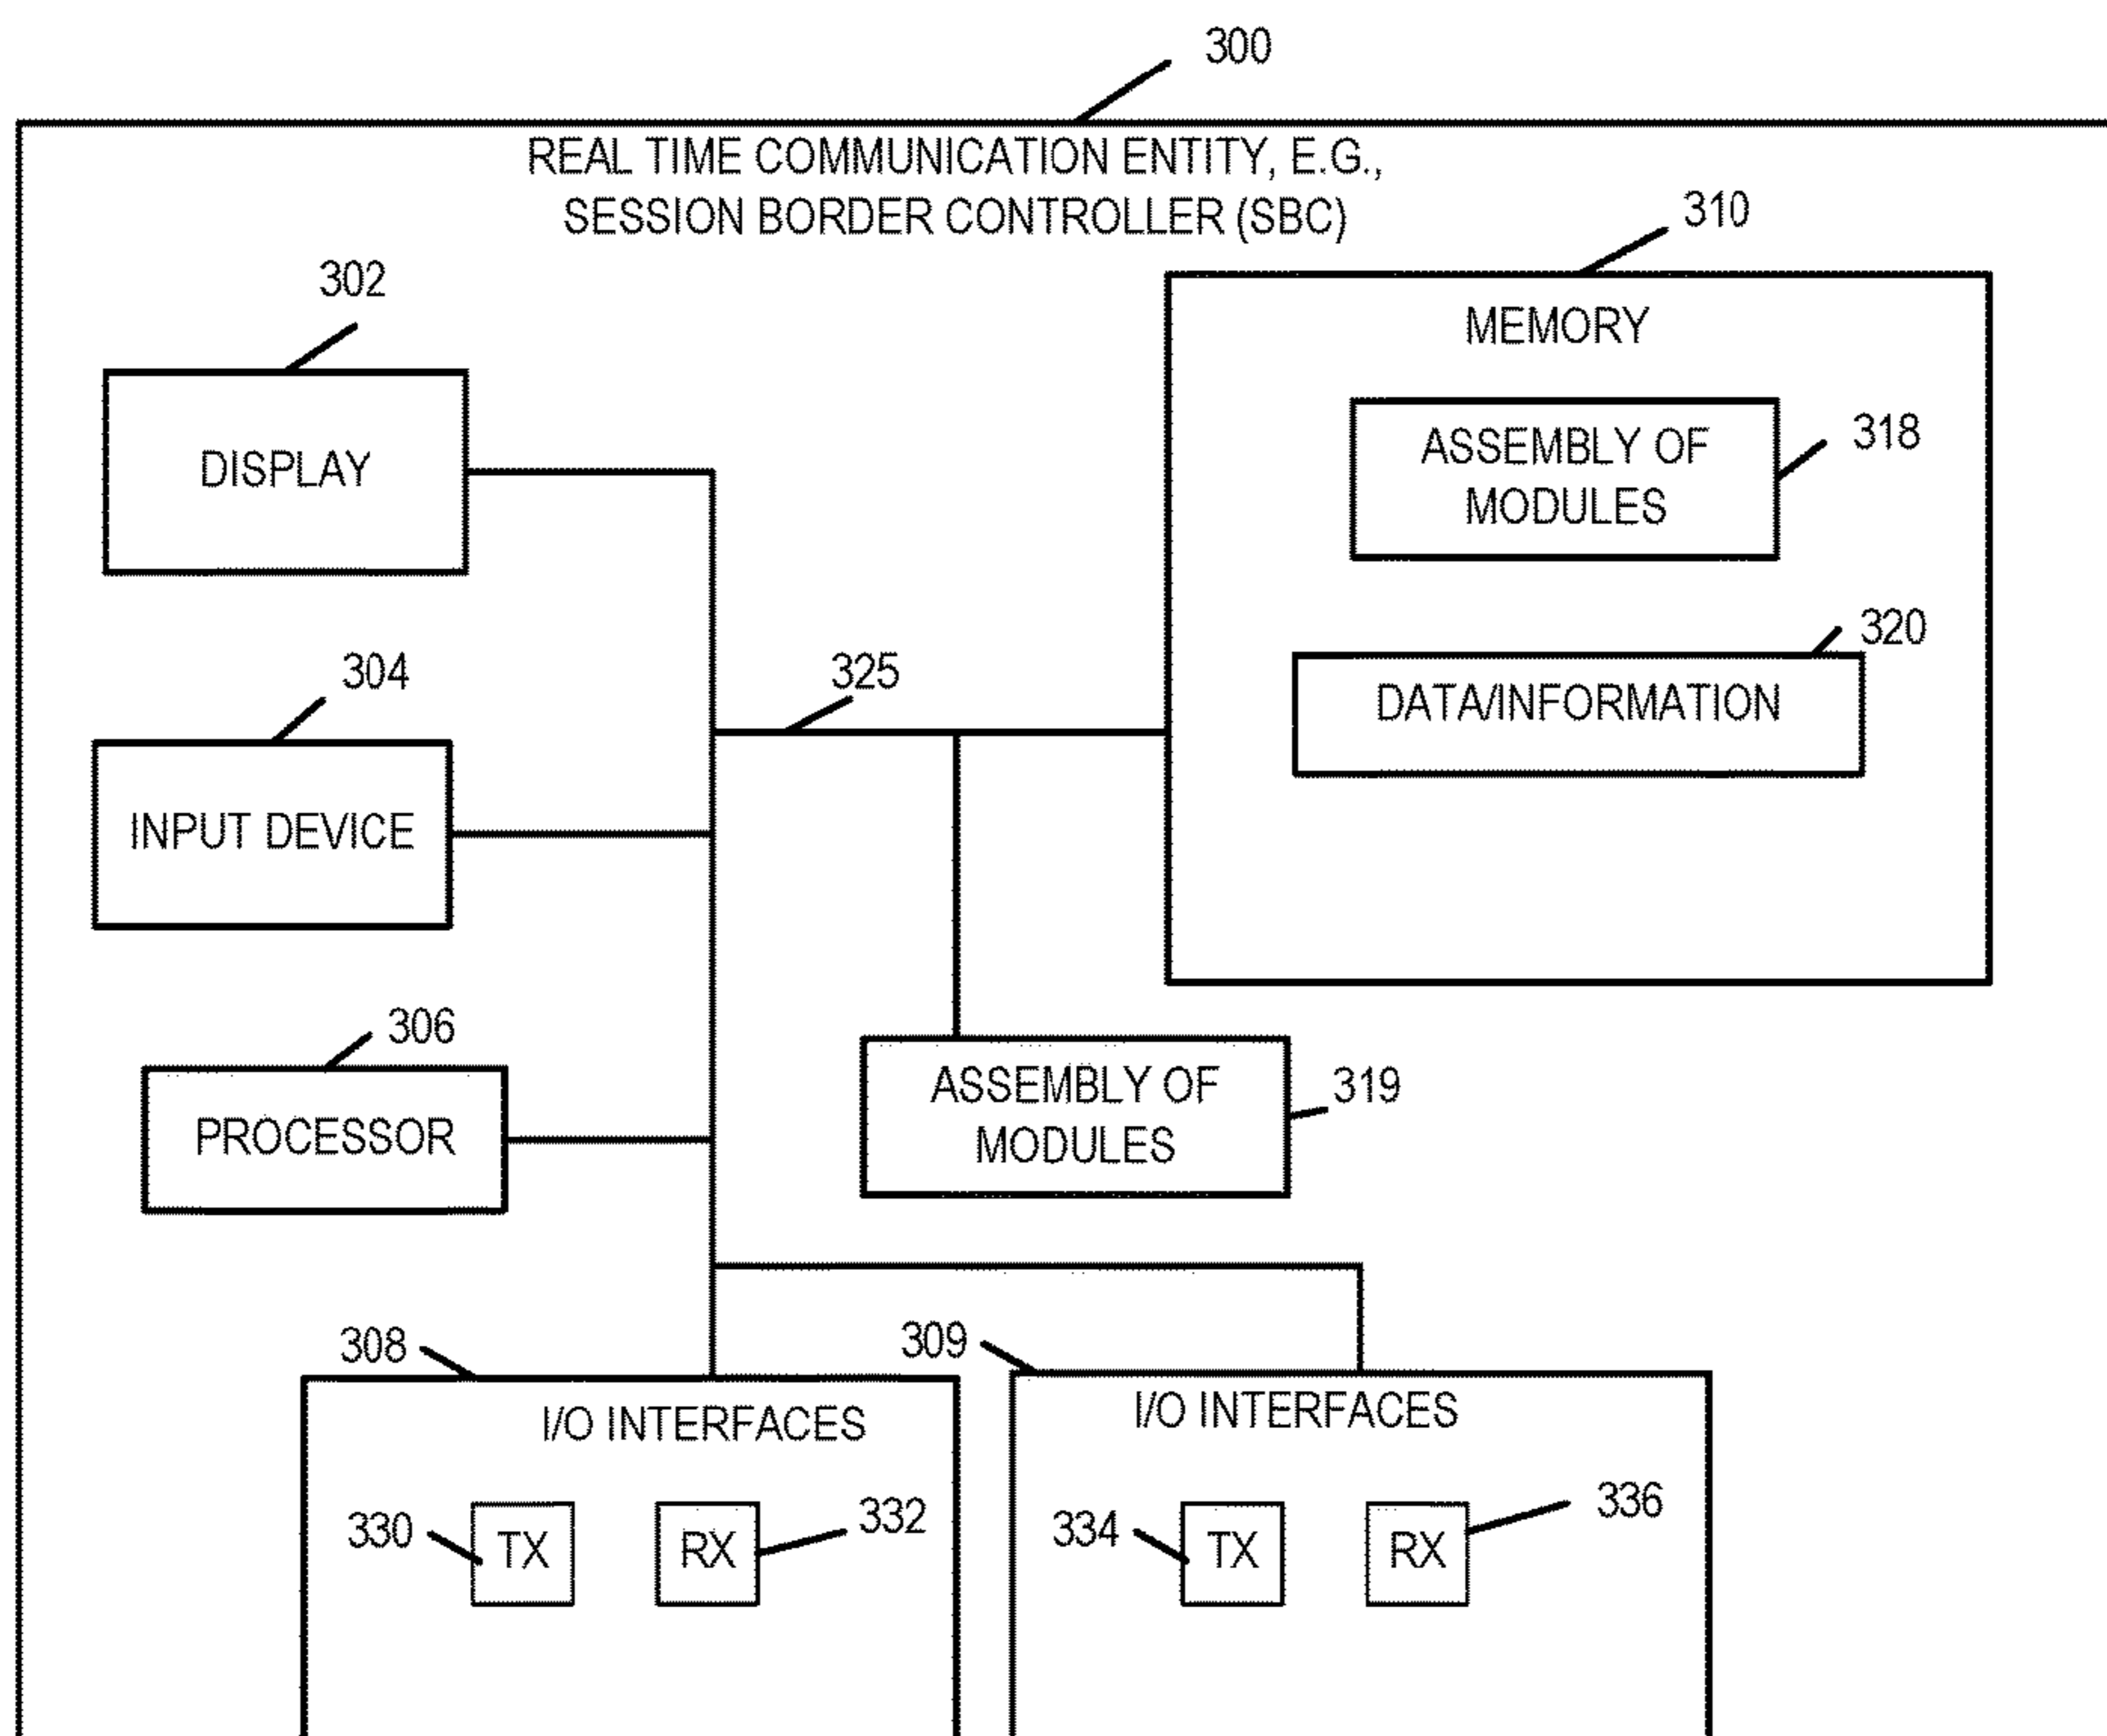 300
REAL TIME COMMUNICATION ENTITY, E.G.,
SESSION BORDER CONTROLLER (SBC)
302
DISPLAY
304
INPUT DEVICE
306
PROCESSOR
325
310
MEMORY
ASSEMBLY OF
MODULES
318
320
DATA/INFORMATION
ASSEMBLY OF
MODULES
319
308
I/O INTERFACES
330
TX
RX
332
309
I/O INTERFACES
334
TX
RX
336